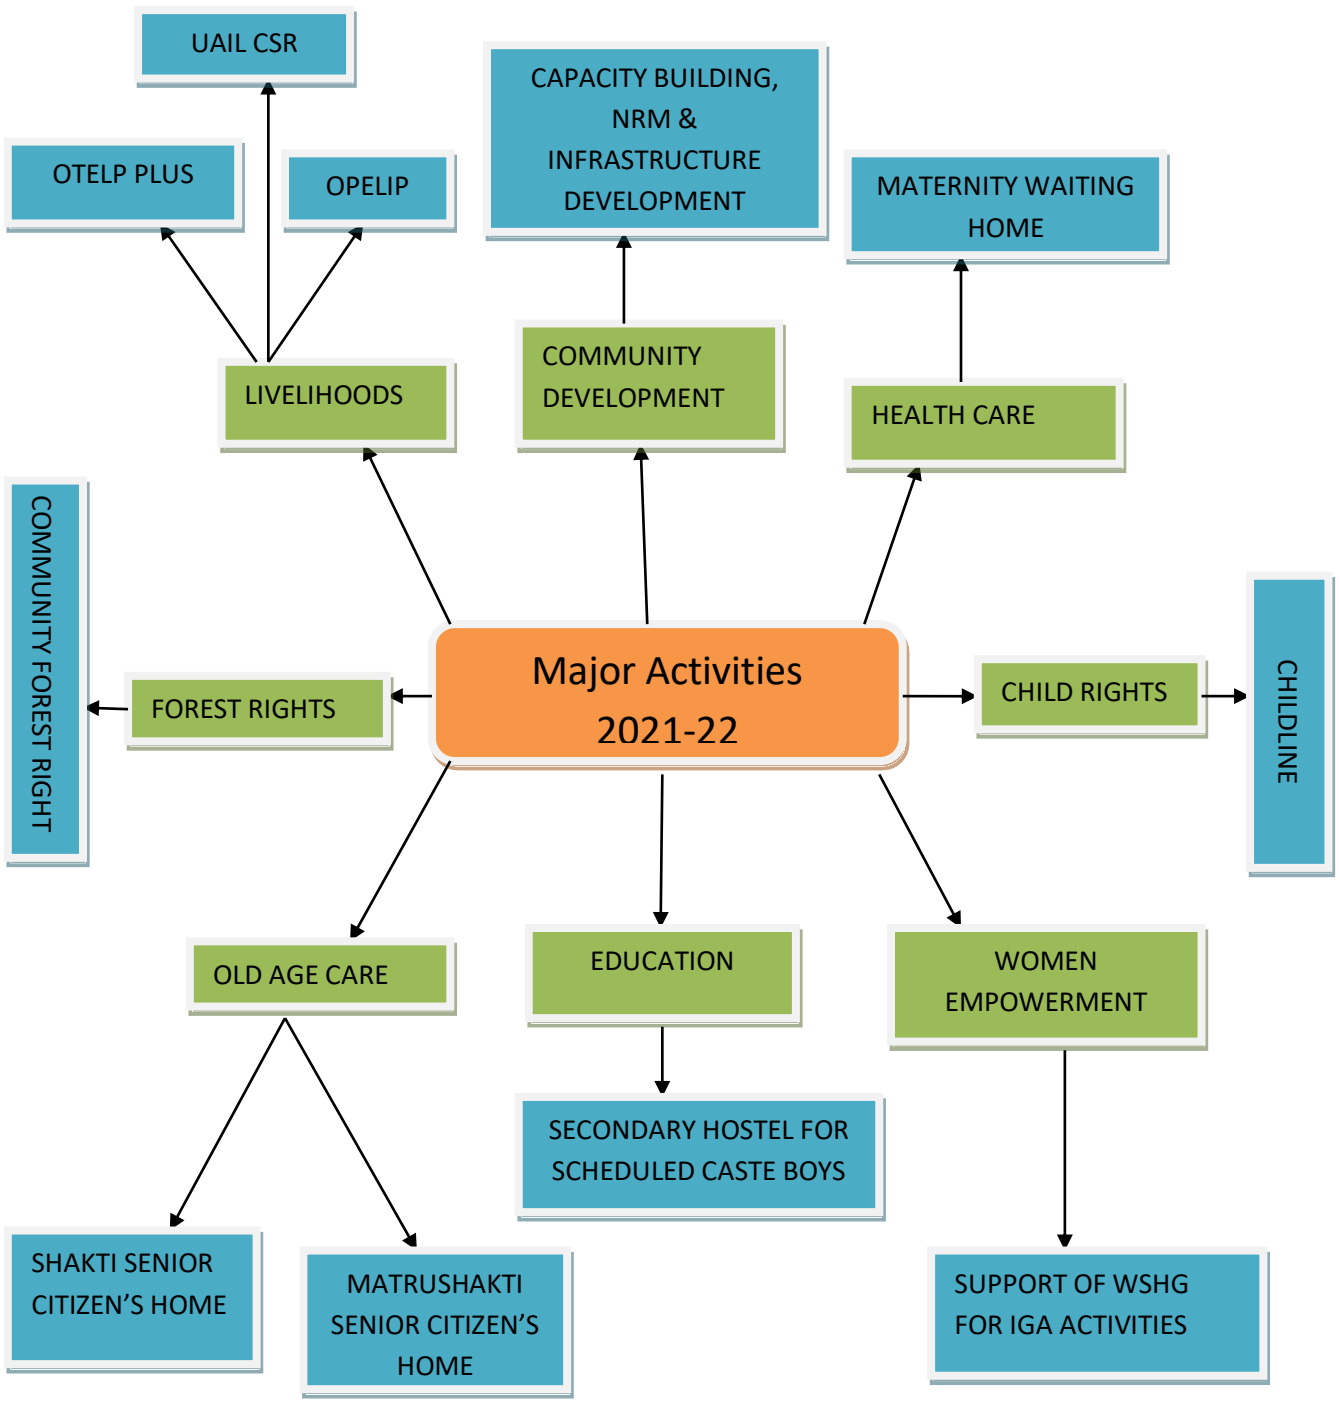 UAIL CSR
CAPACITY BUILDING,
NRM &
INFRASTRUCTURE
DEVELOPMENT
OTELP PLUS
OPELIP
MATERNITY WAITING
HOME
LIVELIHOODS
COMMUNITY
DEVELOPMENT
HEALTH CARE
COMMUNITY FOREST RIGHT
FOREST RIGHTS
Major Activities
2021-22
CHILD RIGHTS
CHILDLINE
OLD AGE CARE
EDUCATION
WOMEN
EMPOWERMENT
SECONDARY HOSTEL FOR
SCHEDULED CASTE BOYS
SHAKTI SENIOR
CITIZEN’S HOME
MATRUSHAKTI
SENIOR CITIZEN’S
HOME
SUPPORT OF WSHG
FOR IGA ACTIVITIES